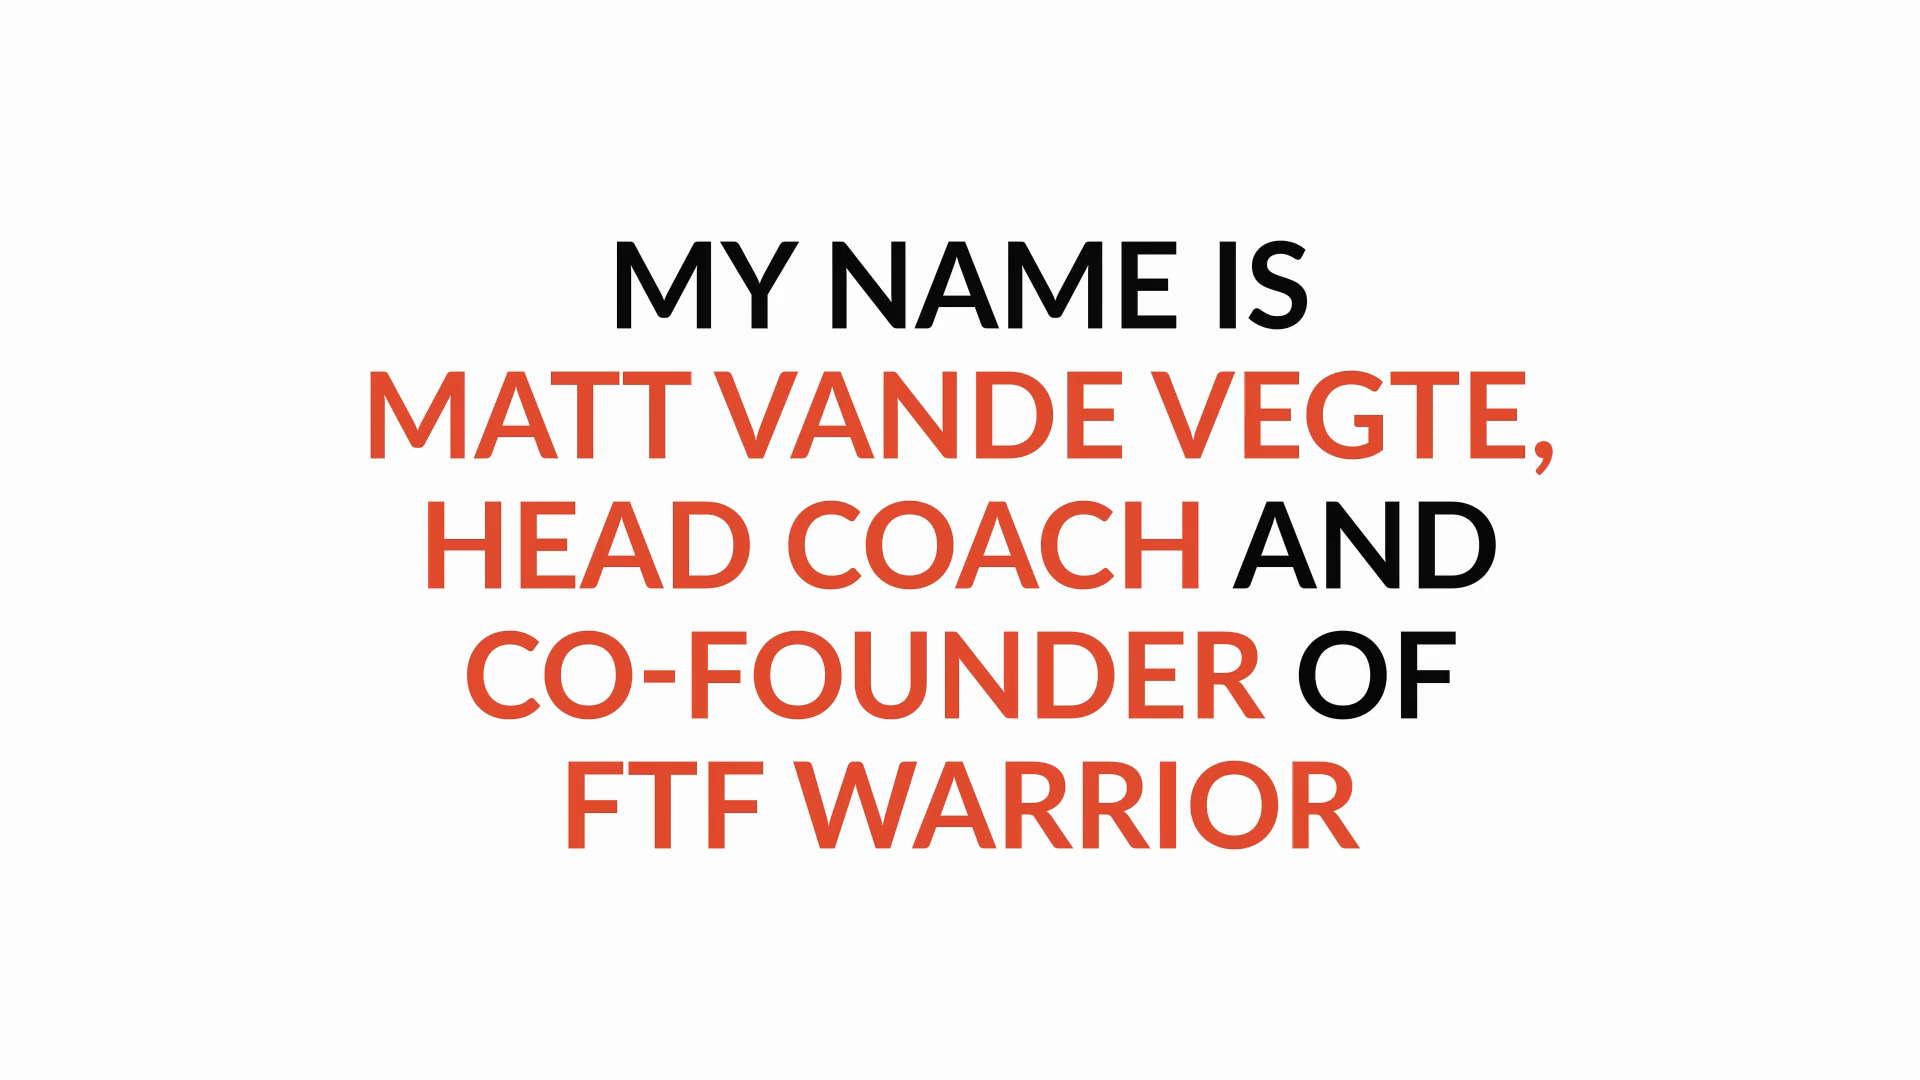 MY NAME IS
MATT VANDE VEGTE,
HEAD COACH AND
CO-FOUNDER OF
FTF WARRIOR